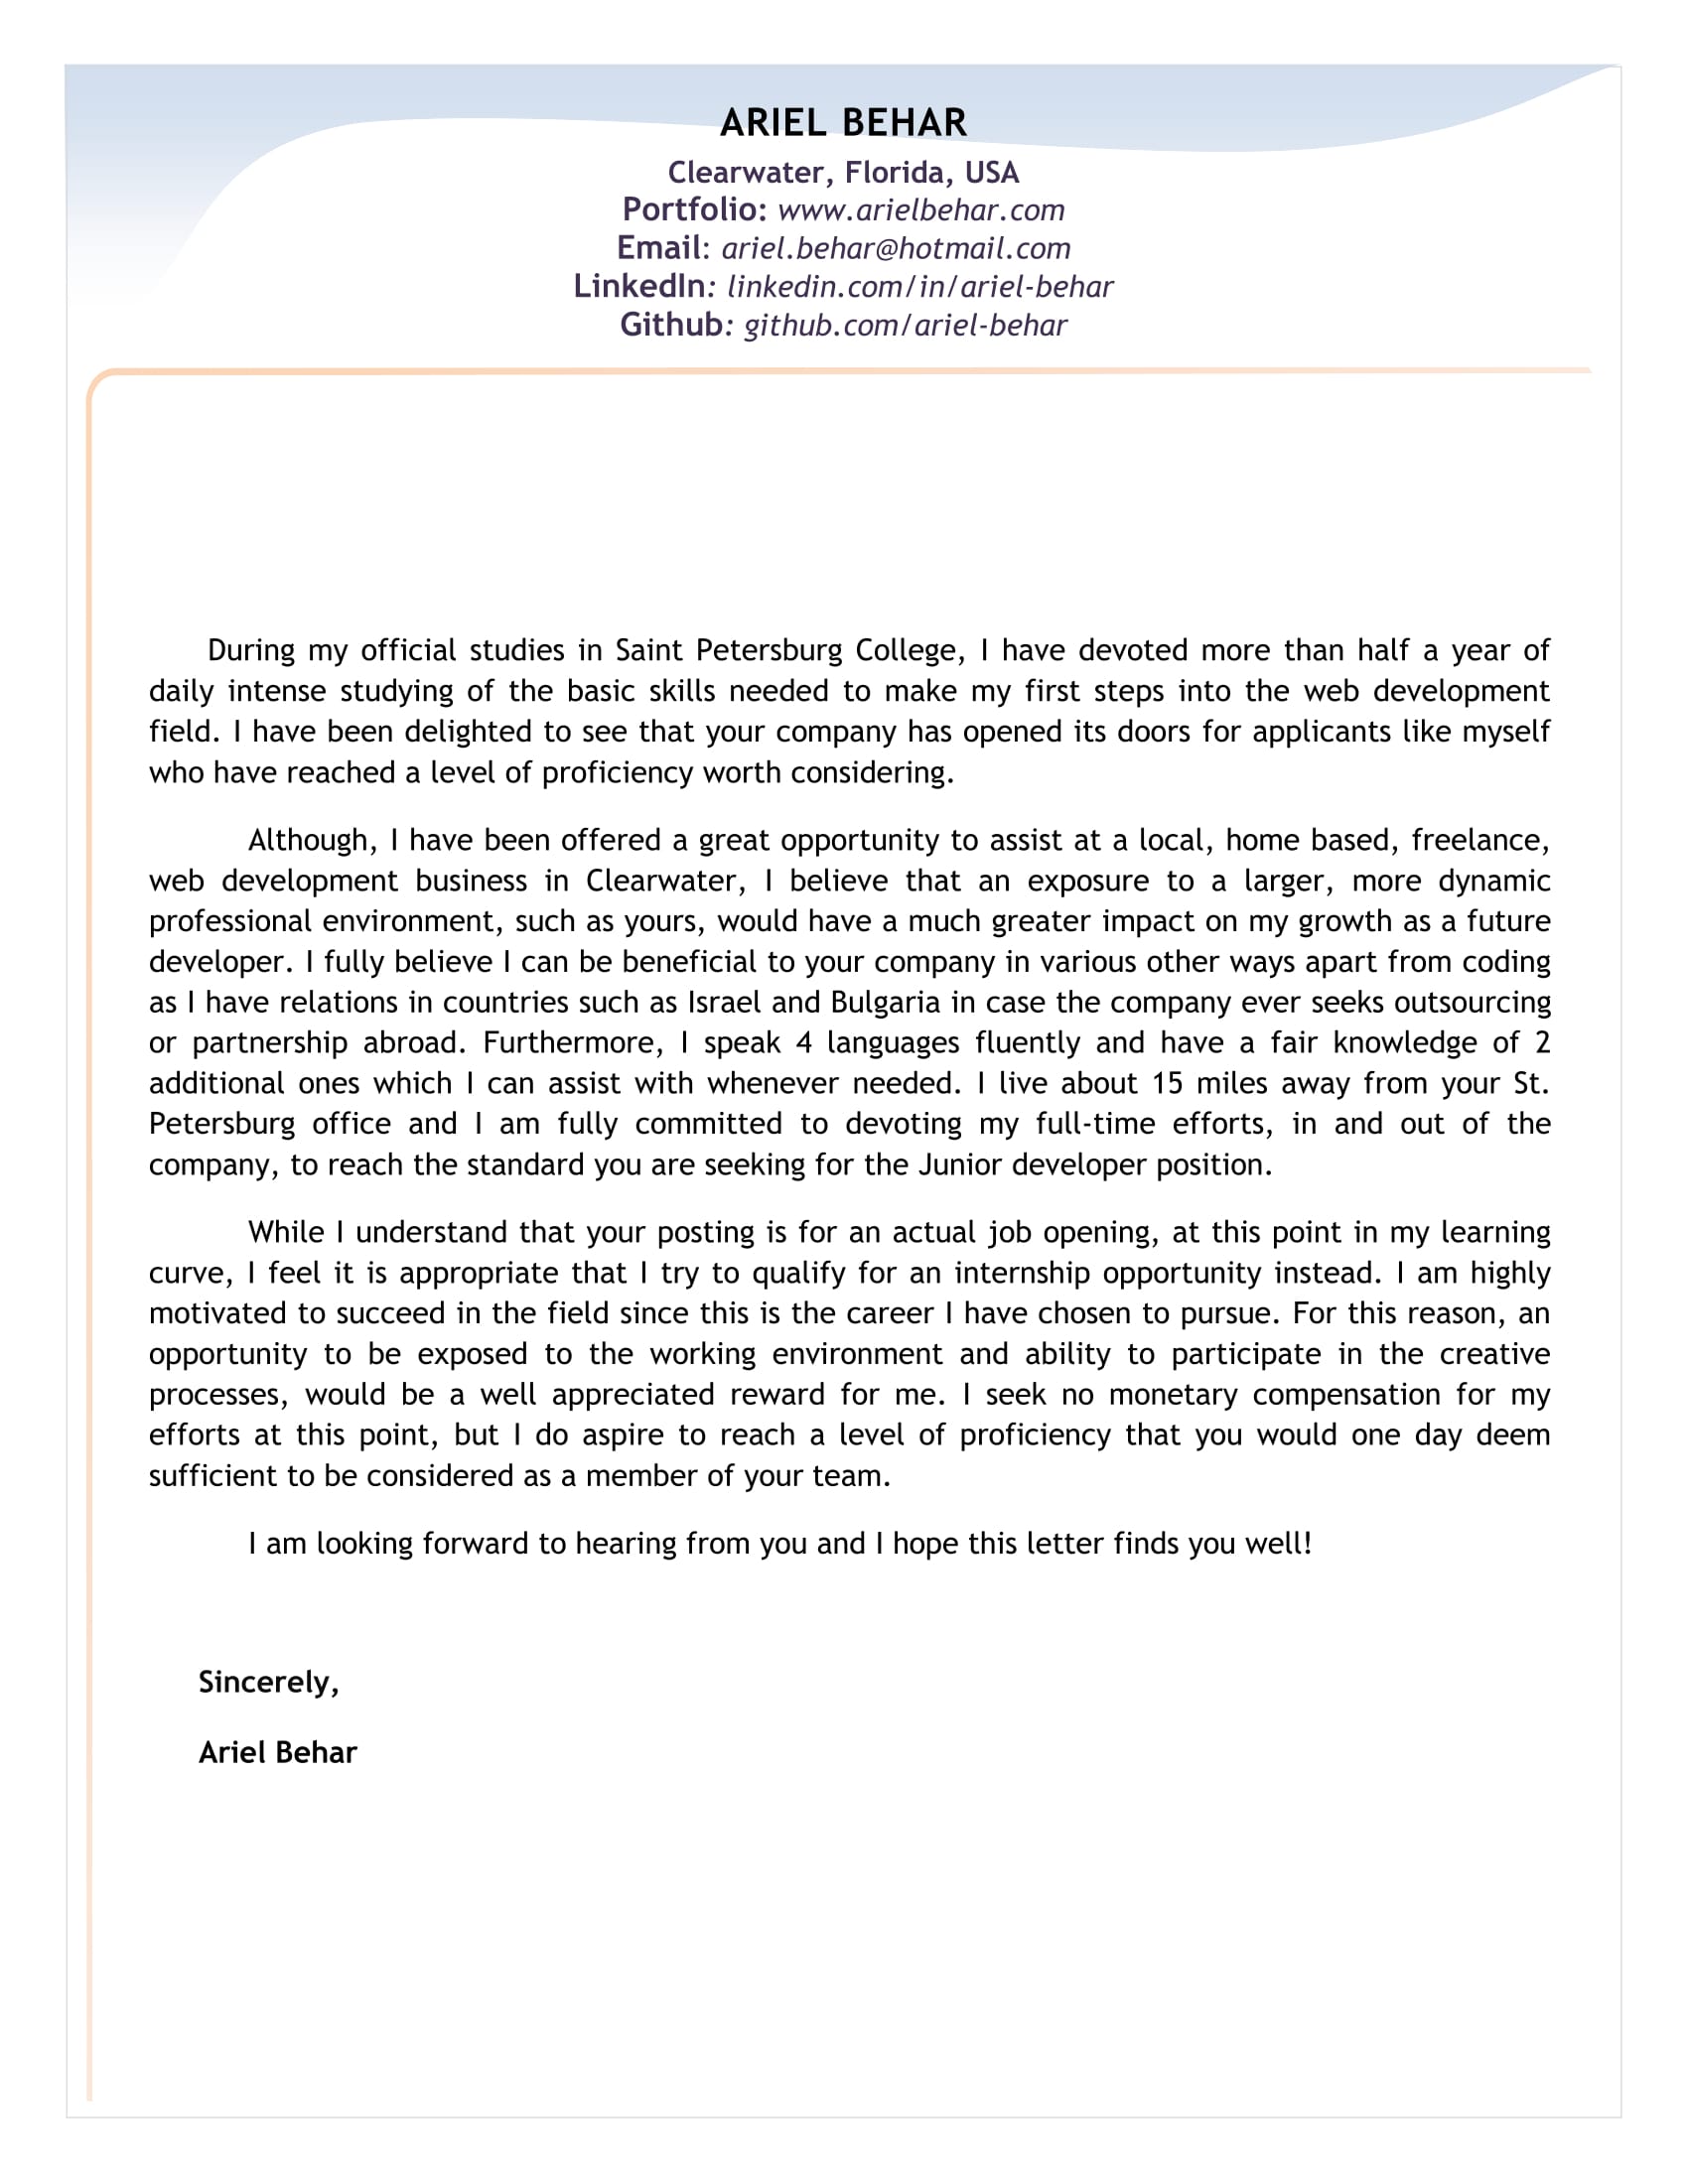 ARIEL BEHAR
Clearwater, Florida, USA
Portfolio: www.arielbehar.com
Email: ariel.behar@hotmail.com
LinkedIn: linkedin.com/in/ariel-behar
Github: github.com/ariel-behar
During my official studies in Saint Petersburg College, I have devoted more than half a year of
daily intense studying of the basic skills needed to make my first steps into the web development
field. I have been delighted to see that your company has opened its doors for applicants like myself
who have reached a level of proficiency worth considering.
Although, I have been offered a great opportunity to assist at a local, home based, freelance,
web development business in Clearwater, I believe that an exposure to a larger, more dynamic
professional environment, such as yours, would have a much greater impact on my growth as a future
developer. I fully believe I can be beneficial to your company in various other ways apart from coding
as I have relations in countries such as Israel and Bulgaria in case the company ever seeks outsourcing
or partnership abroad. Furthermore, I speak 4 languages fluently and have a fair knowledge of 2
additional ones which I can assist with whenever needed. I live about 15 miles away from your St.
Petersburg office and I am fully committed to devoting my full-time efforts, in and out of the
company, to reach the standard you are seeking for the Junior developer position.
While I understand that your posting is for an actual job opening, at this point in my learning
curve, I feel it is appropriate that I try to qualify for an internship opportunity instead. I am highly
motivated to succeed in the field since this is the career I have chosen to pursue. For this reason, an
opportunity to be exposed to the working environment and ability to participate in the creative
processes, would be a well appreciated reward for me. I seek no monetary compensation for my
efforts at this point, but I do aspire to reach a level of proficiency that you would one day deem
sufficient to be considered as a member of your team.
I am looking forward to hearing from you and I hope this letter finds you well!
Sincerely,
Ariel Behar